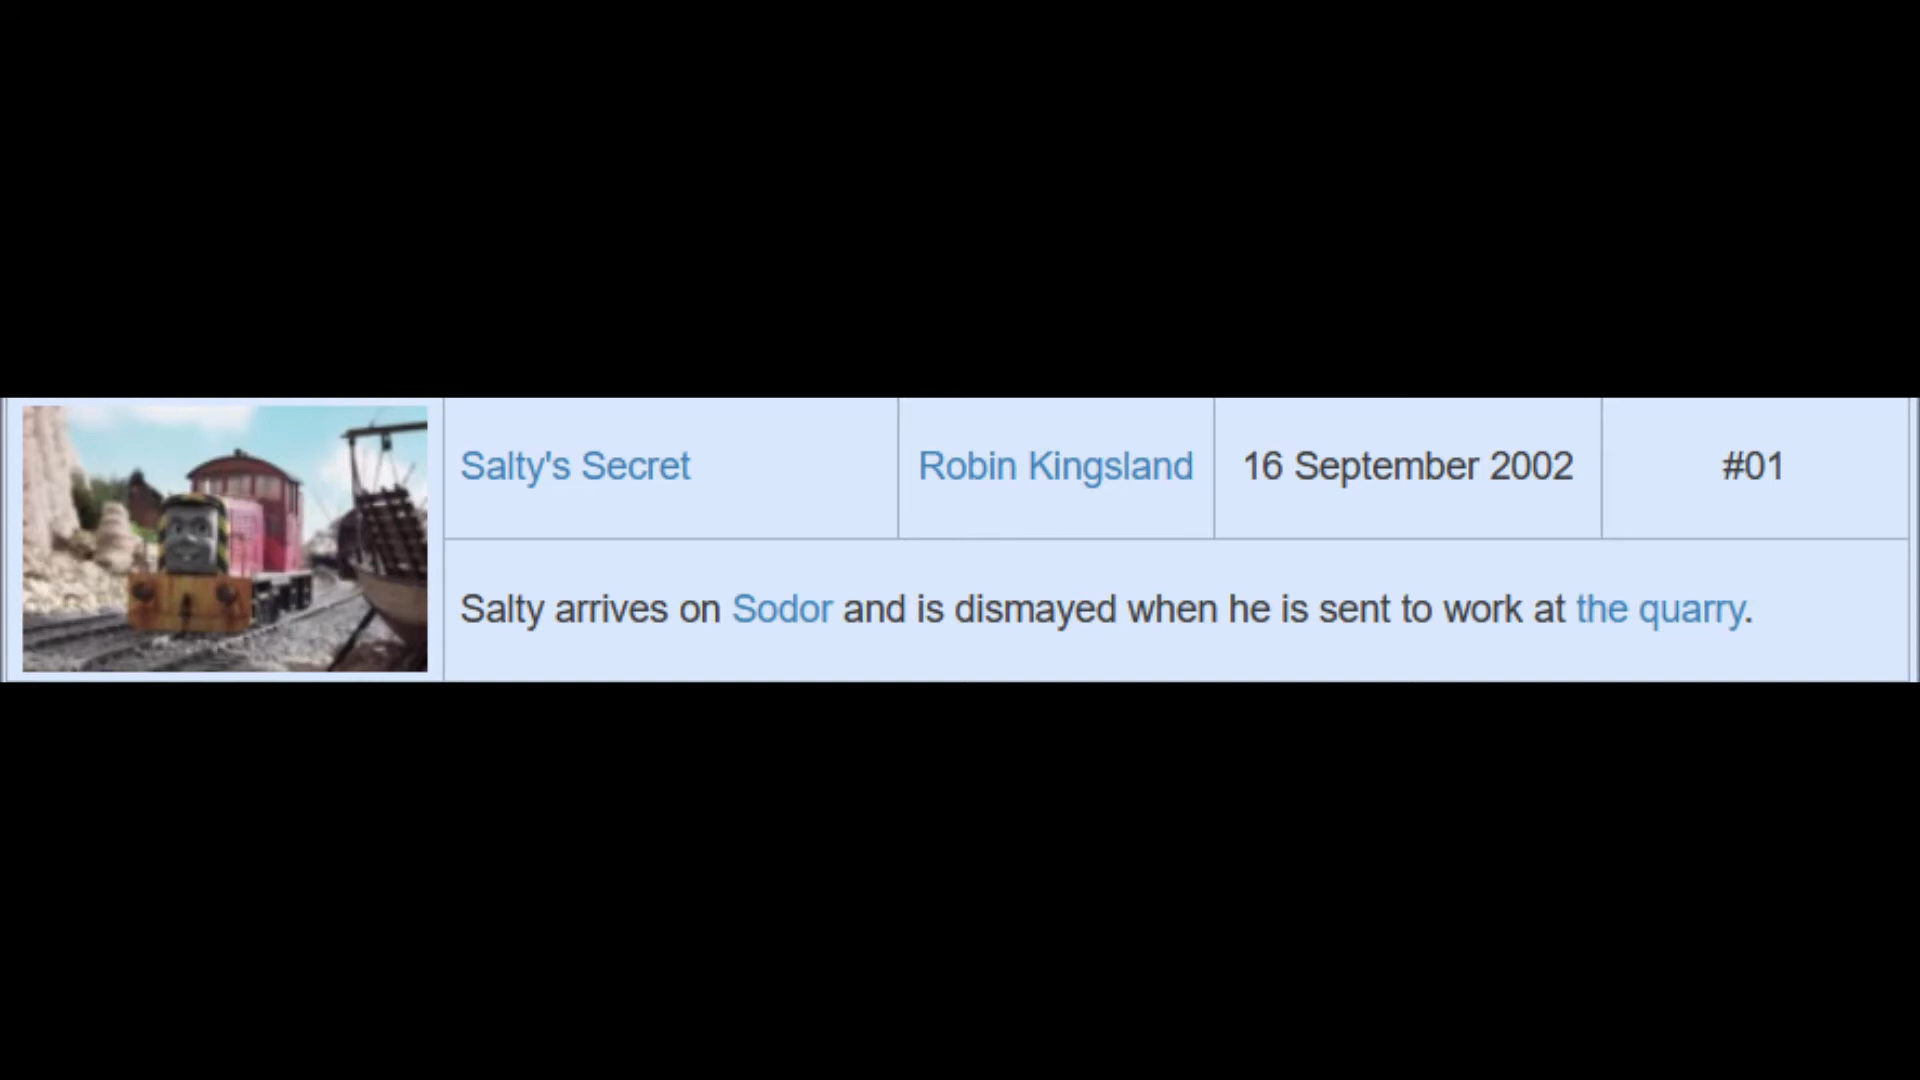 Salty's Secret
Robin Kingsland
16 September 2002
#01
Salty arrives on Sodor and is dismayed when he is sent to work at the quarry.